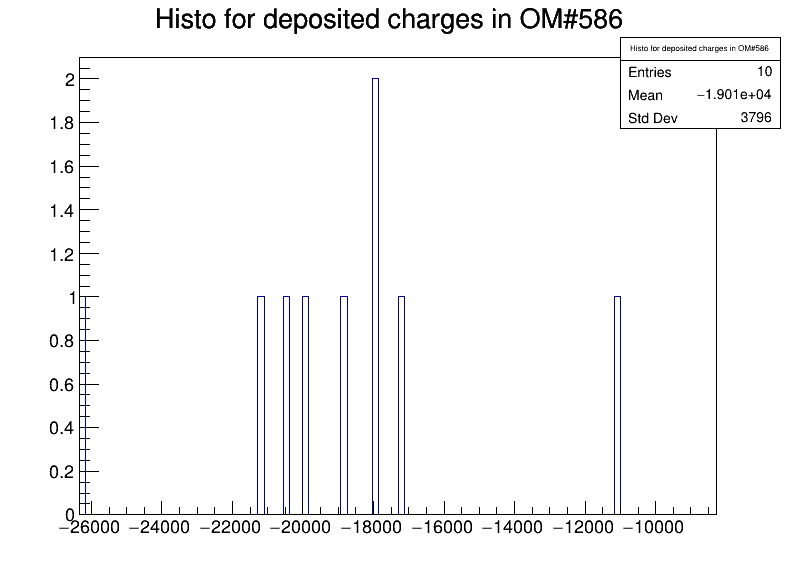 Histo for deposited charges in OM#586
Histo for deposited charges in OM#586
Entries 10
Mean −1.901e+04
Std Dev 3796
2
1.8
1.6
1.4
1.2
1
0.8
0.6
0.4
0.2
0
−26000 −24000 −22000 −20000 −18000 −16000 −14000 −12000 −10000